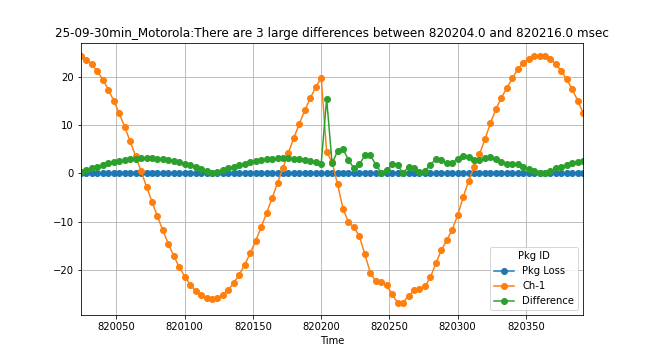 25-09-30min_Motorola:There are 3 large differences between 820204.0 and 820216.0 msec
20
10
0
−10
−20
820050
820100
820150
820200
820250
820300
820350
Time
Pkg ID
Pkg Loss
Ch-1
Difference